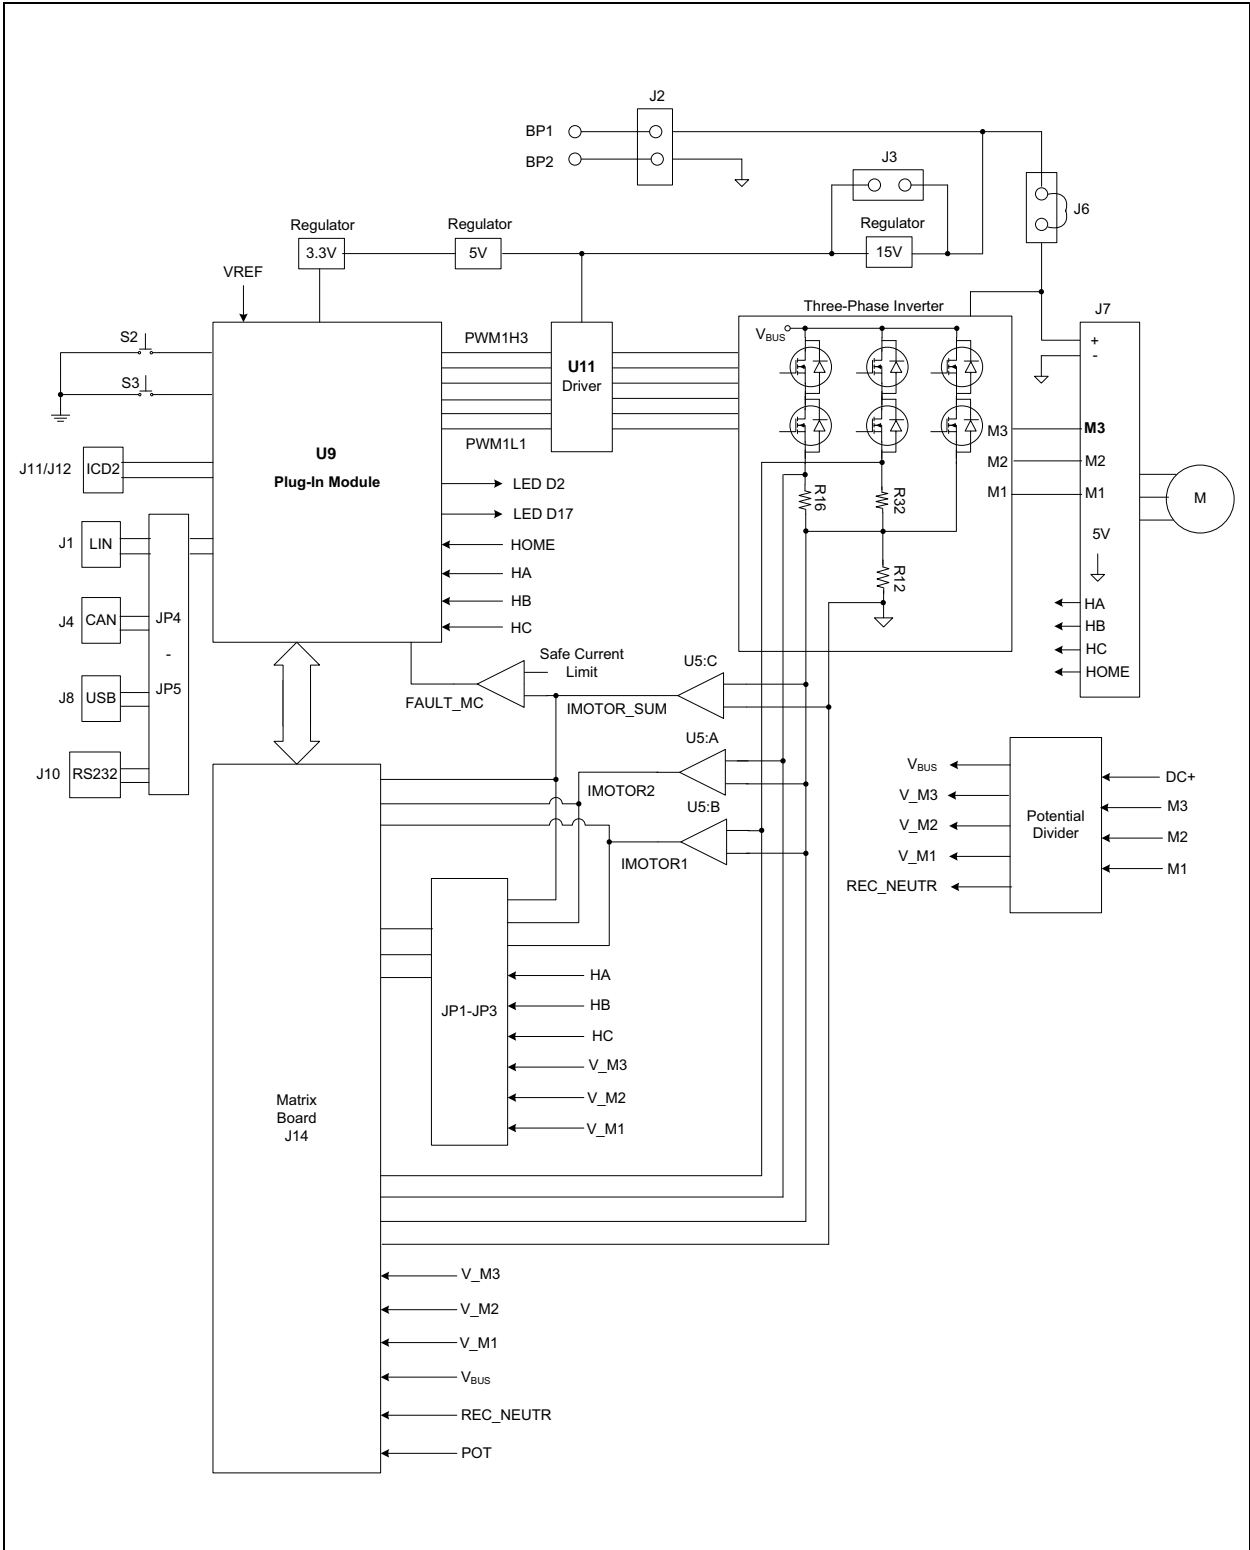 J2
BP1
BP2
J3
J6
Regulator
3.3V
Regulator
5V
Regulator
15V
VREF
Three-Phase Inverter
J7
S2
S3
PWM1H3
PWM1L1
U11
Driver
VBUS
+
-
U9
Plug-In Module
M3
M2
M1
M3
M2
M1
M
5V
R16
R32
R12
J11/J12
ICD2
LED D2
LED D17
HOME
HA
HB
HC
J1
LIN
J4
CAN
J8
USB
J10
RS232
JP4
-
JP5
HA
HB
HC
HOME
Safe Current
Limit
FAULT_MC
IMOTOR_SUM
U5:C
U5:A
IMOTOR2
U5:B
IMOTOR1
VBUS
V_M3
V_M2
V_M1
REC_NEUTR
Potential
Divider
DC+
M3
M2
M1
JP1-JP3
HA
HB
HC
V_M3
V_M2
V_M1
Matrix
Board
J14
V_M3
V_M2
V_M1
VBUS
REC_NEUTR
POT